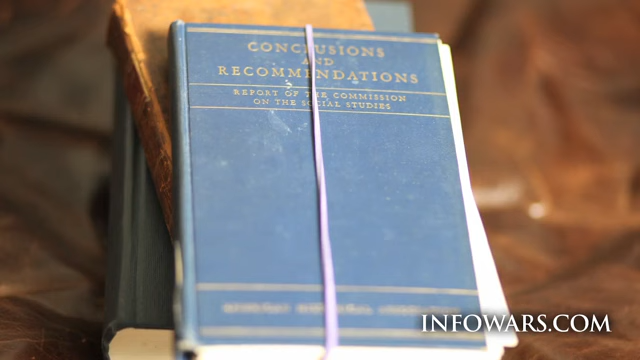 CONCLUSIONS
AND
RECOMMENDATIONS
REPORT OF THE COMMISSION
ON THE SOCIAL STUDIES
INFOWARS.COM